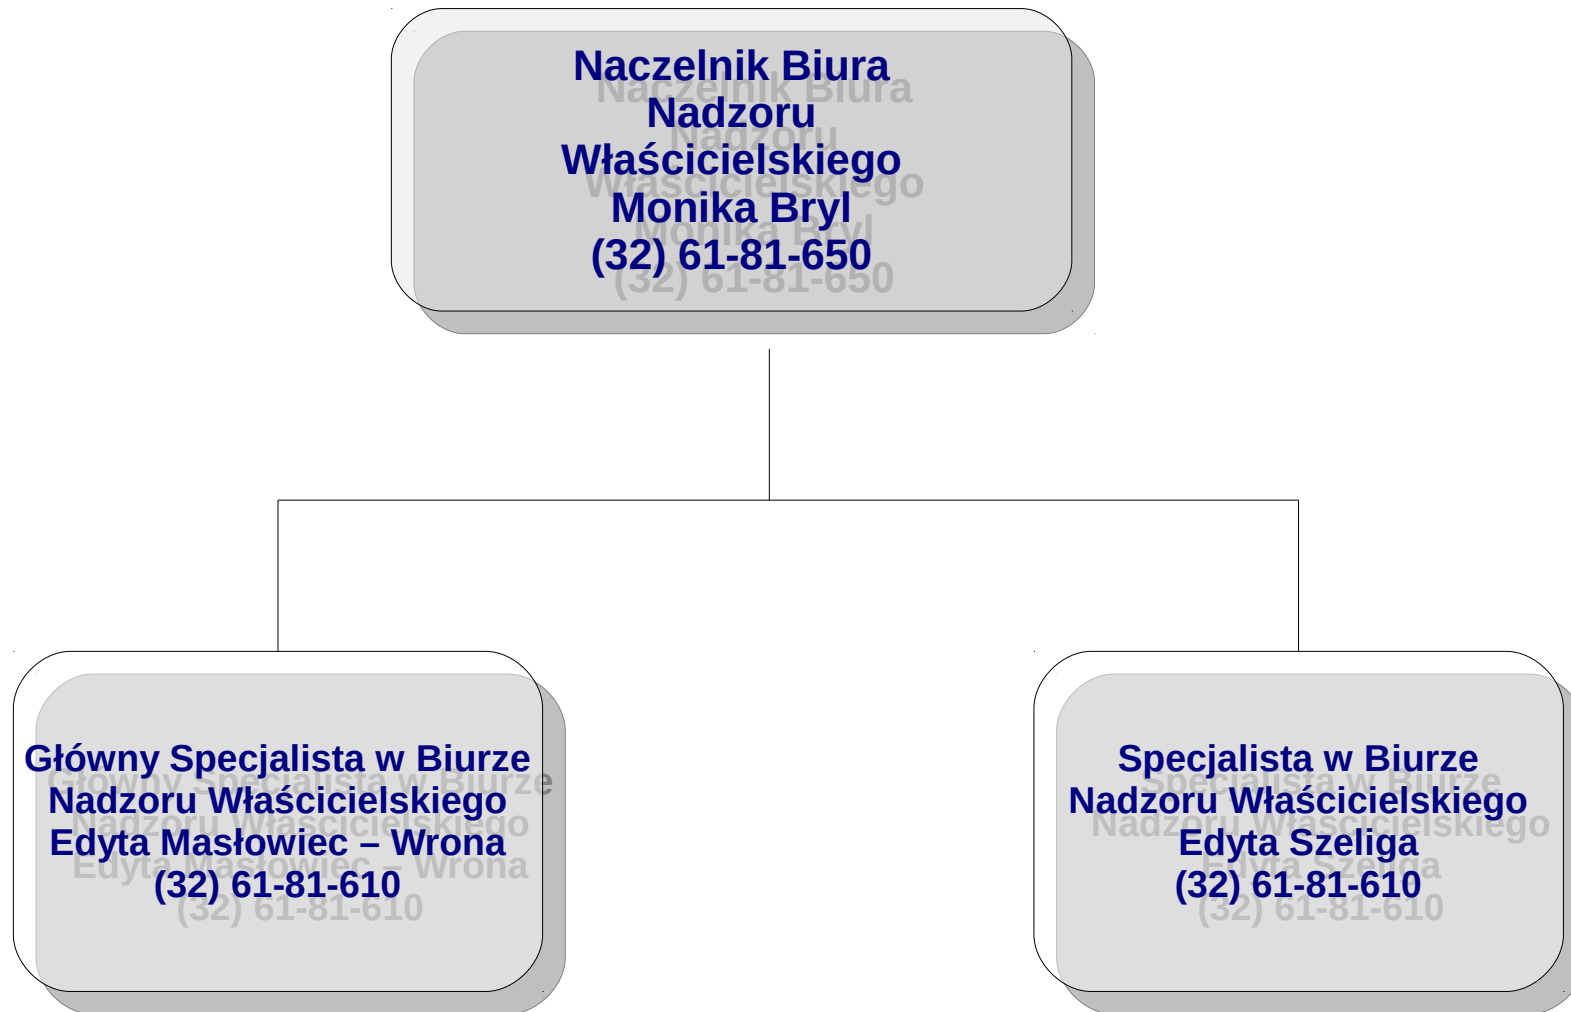 Naczelnik Biura
Nadzoru
Właścicielskiego
Monika Bryl
(32) 61-81-650
Główny Specjalista w Biurze
Nadzoru Właścicielskiego
Edyta Masłowiec – Wrona
(32) 61-81-610
Specjalista w Biurze
Nadzoru Właścicielskiego
Edyta Szeliga
(32) 61-81-610